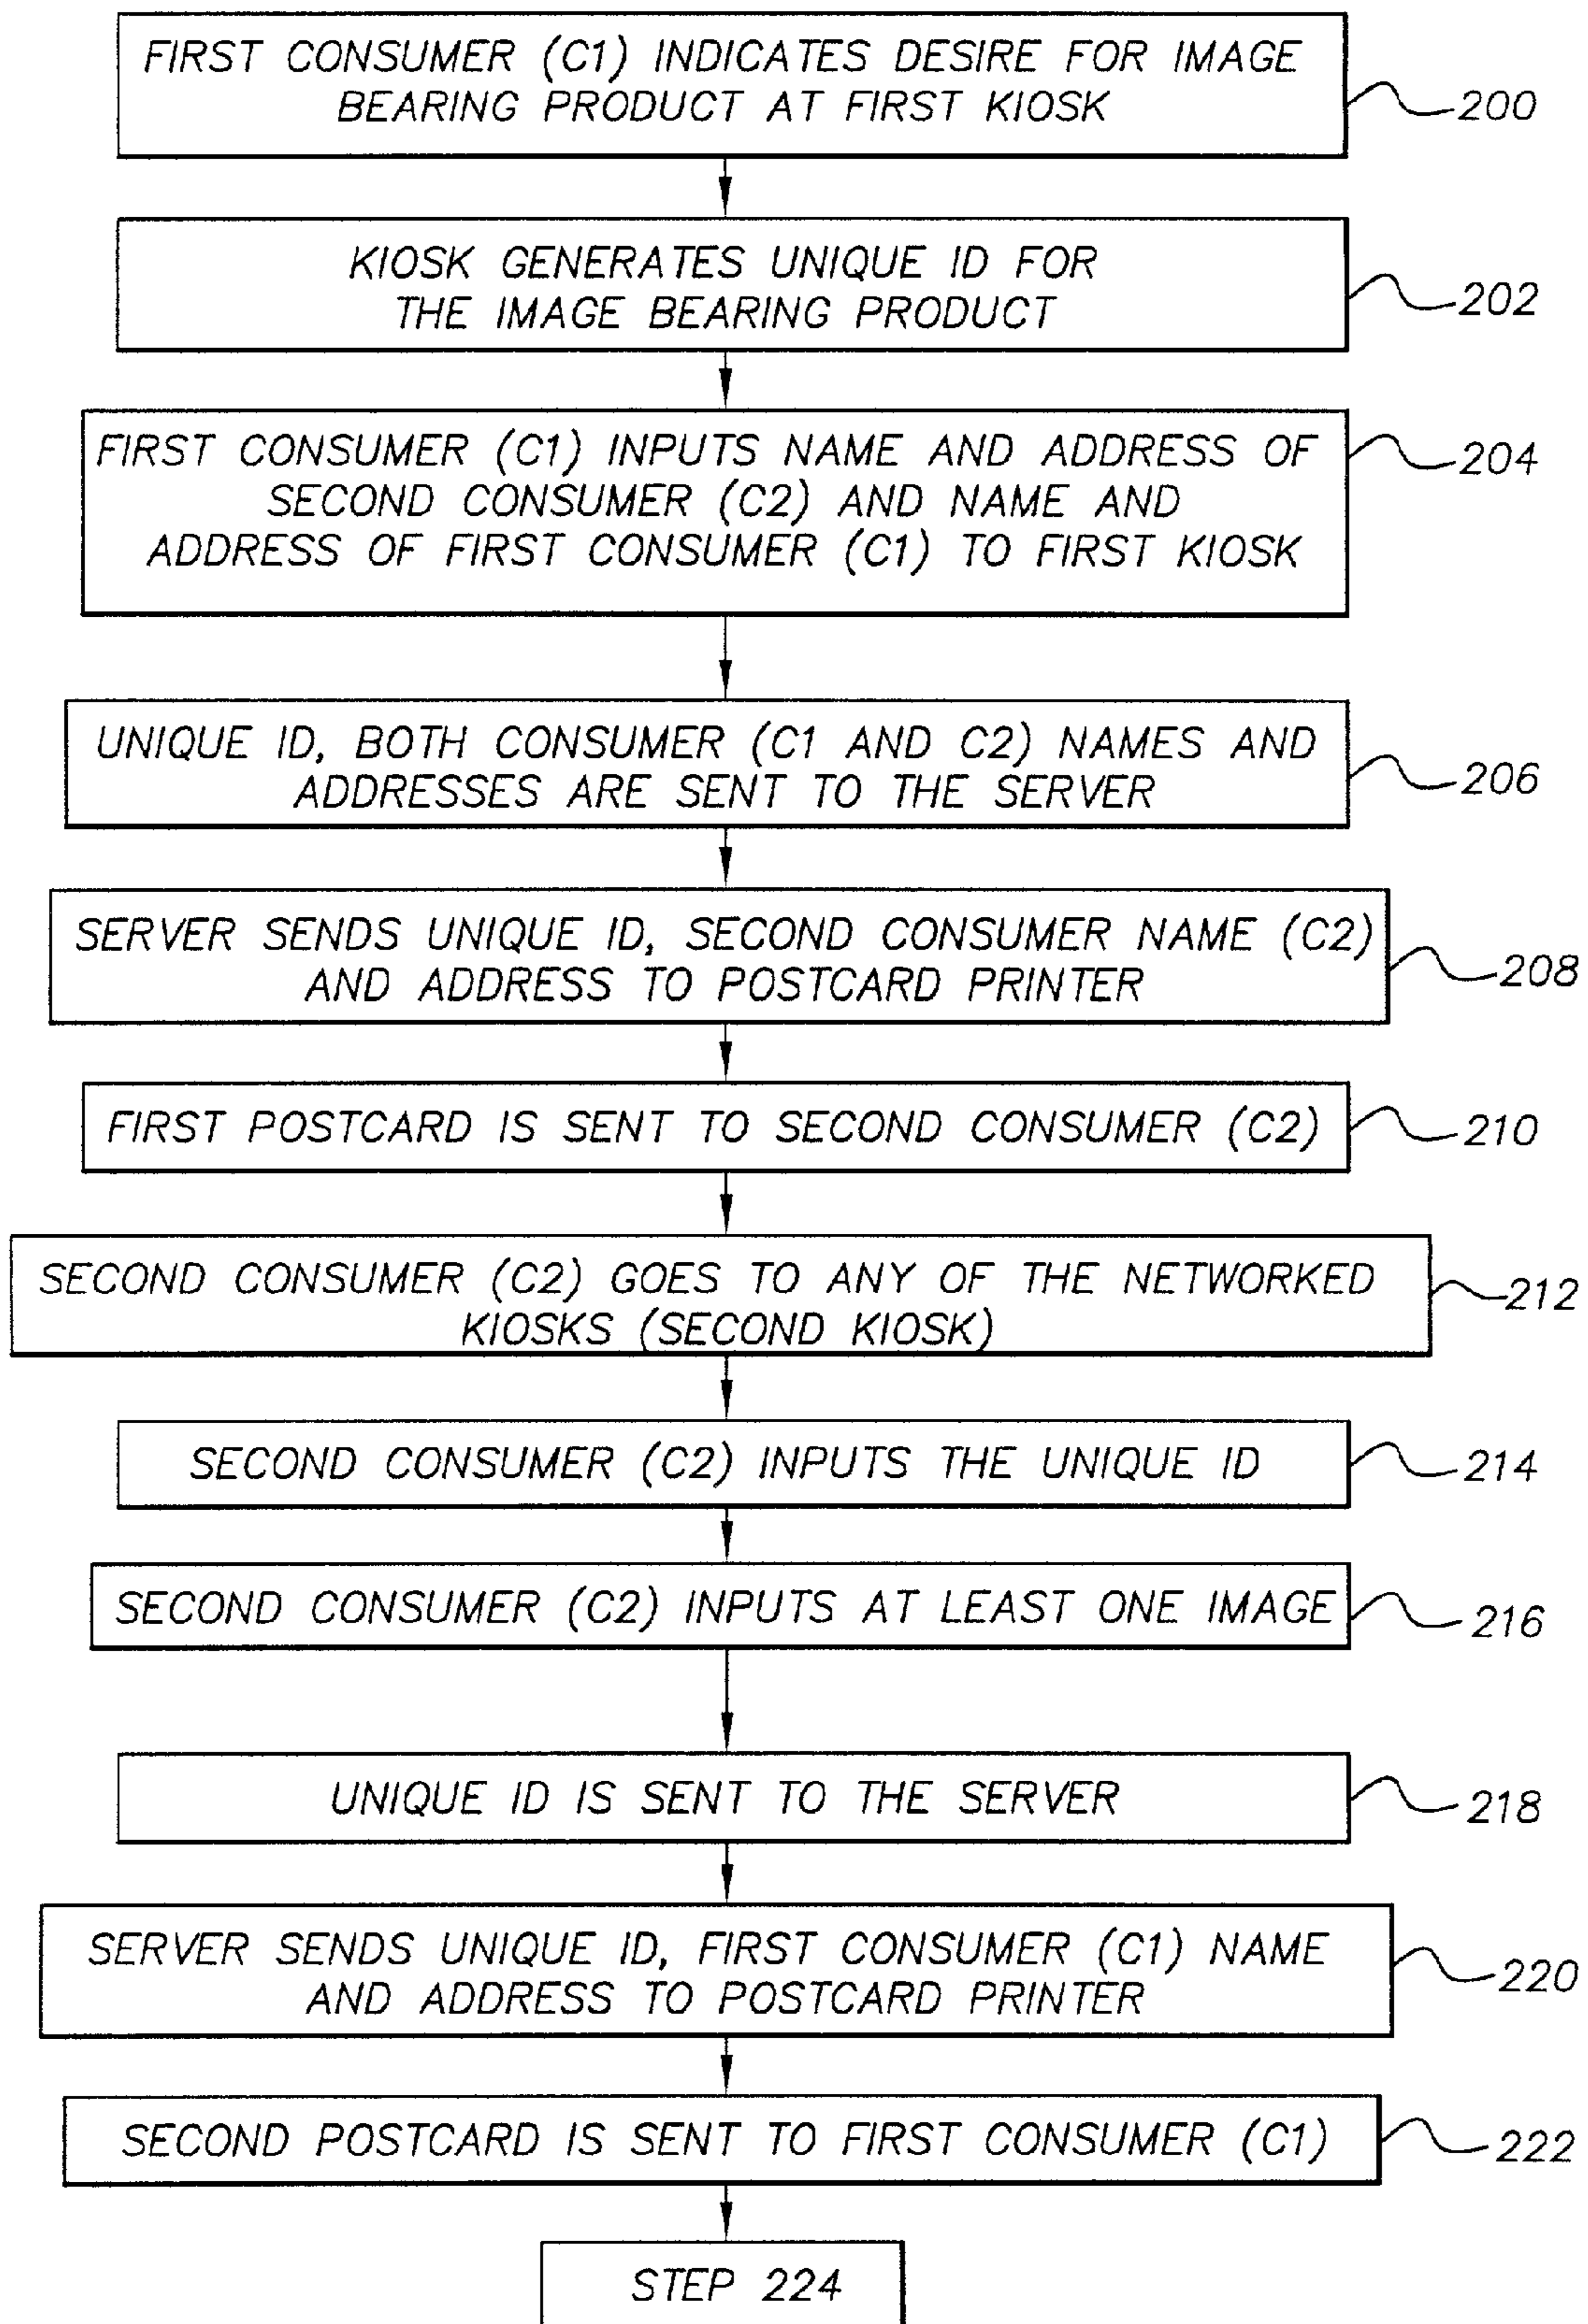 FIRST CONSUMER (C1) INDICATES DESIRE FOR IMAGE
BEARING PRODUCT AT FIRST KIOSK
200
KIOSK GENERATES UNIQUE ID FOR
THE IMAGE BEARING PRODUCT
202
FIRST CONSUMER (C1) INPUTS NAME AND ADDRESS OF
SECOND CONSUMER (C2) AND NAME AND
ADDRESS OF FIRST CONSUMER (C1) TO FIRST KIOSK
204
UNIQUE ID, BOTH CONSUMER (C1 AND C2) NAMES AND
ADDRESSES ARE SENT TO THE SERVER
206
SERVER SENDS UNIQUE ID, SECOND CONSUMER NAME (C2)
AND ADDRESS TO POSTCARD PRINTER
208
FIRST POSTCARD IS SENT TO SECOND CONSUMER (C2)
210
SECOND CONSUMER (C2) GOES TO ANY OF THE NETWORKED
KIOSKS (SECOND KIOSK)
212
SECOND CONSUMER (C2) INPUTS THE UNIQUE ID
214
SECOND CONSUMER (C2) INPUTS AT LEAST ONE IMAGE
216
UNIQUE ID IS SENT TO THE SERVER
218
SERVER SENDS UNIQUE ID, FIRST CONSUMER (C1) NAME
AND ADDRESS TO POSTCARD PRINTER
220
SECOND POSTCARD IS SENT TO FIRST CONSUMER (C1)
222
STEP 224